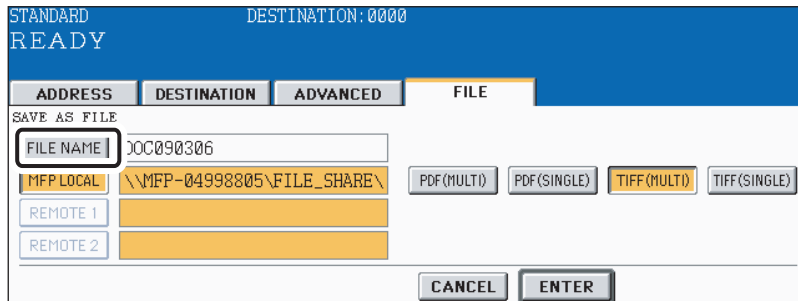 STANDARD DESTINATION:0000
READY
ADDRESS DESTINATION ADVANCED FILE
SAVE AS FILE
FILE NAME DOC090306
MFP LOCAL \\MFP-04998805\FILE_SHARE\ PDF(MULTI) PDF(SINGLE) TIFF(MULTI) TIFF(SINGLE)
REMOTE 1
REMOTE 2
CANCEL ENTER